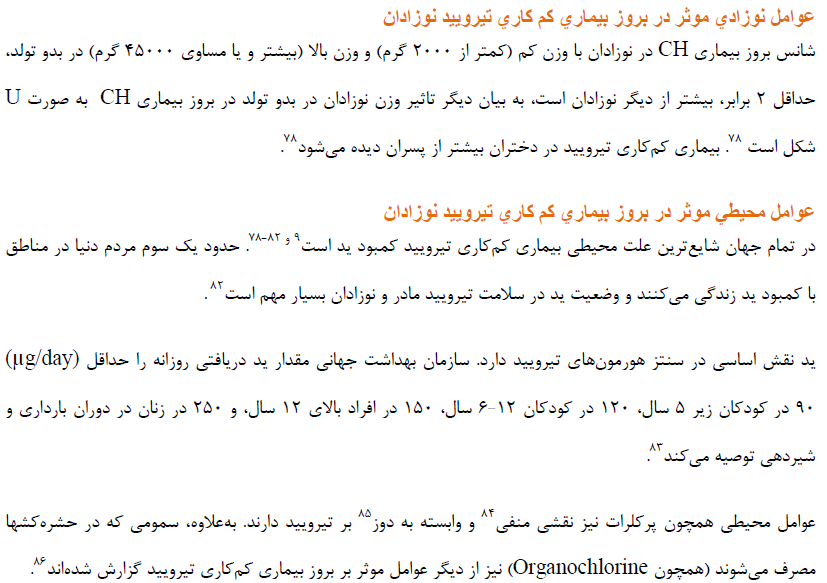 عوامل نوزادي موثر در بروز بيماري كم كاري تيروييد نوزادان
شانس بروز بیماری CH در نوزادان با وزن کم (کمتر از ۲۰۰۰ گرم) و وزن بالا (بیشتر و یا مساوی ۴۵۰۰۰ گرم) در بدو تولد،
حداقل ۲ برابر، بیشتر از دیگر نوزادان است، به بیان دیگر تاثیر وزن نوزادان در بدو تولد در بروز بیماری CH به صورت U
شکل است ۷۸. بیماری کم‌کاری تیرویید در دختران بیشتر از پسران دیده می‌شود۷۸.
عوامل محيطي موثر در بروز بيماري كم كاري تيروييد نوزادان
در تمام جهان شایع‌ترین علت محیطی بیماری کم‌کاری تیرویید کمبود ید است۹ و ۸۲-۷۸. حدود یک سوم مردم دنیا در مناطق
با کمبود ید زندگی می‌کنند و وضعیت ید در سلامت تیرویید مادر و نوزادان بسیار مهم است۸۲.
ید نقش اساسی در سنتز هورمون‌های تیرویید دارد. سازمان بهداشت جهانی مقدار ید دریافتی روزانه را حداقل (µg/day)
۹۰ در کودکان زیر ۵ سال، ۱۲۰ در کودکان ۱۲-۶ سال، ۱۵۰ در افراد بالای ۱۲ سال، و ۲۵۰ در زنان در دوران بارداری و
شیردهی توصیه می‌کند۸۳.
عوامل محیطی همچون پرکلرات نیز نقشی منفی۸۴ و وابسته به دوز۸۵ بر تیرویید دارند. به‌علاوه، سمومی که در حشره‌کشها
مصرف می‌شوند (همچون Organochlorine) نیز از دیگر عوامل موثر بر بروز بیماری کم‌کاری تیرویید گزارش شده‌اند۸۶.